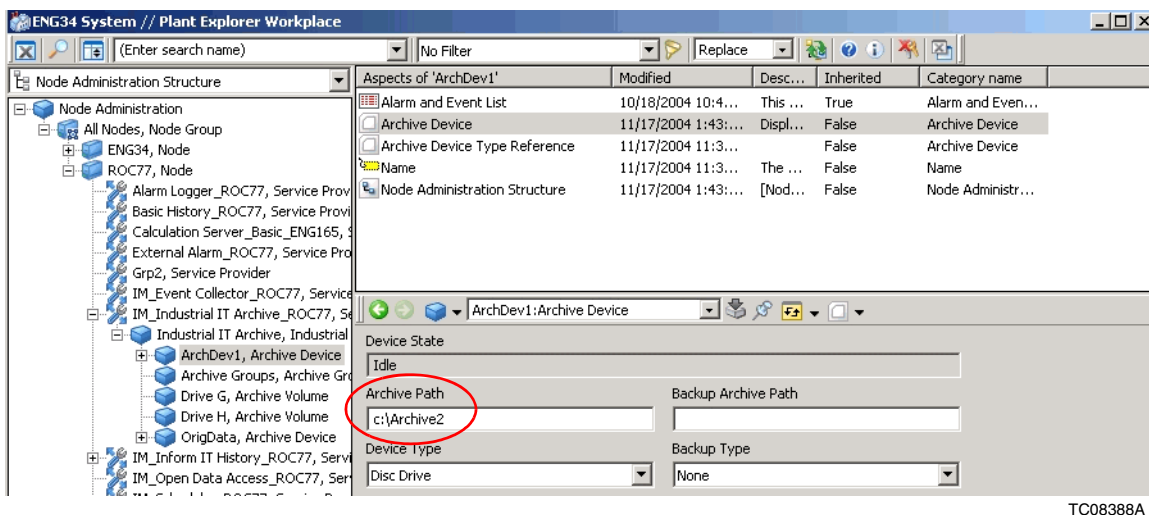 ENG34 System // Plant Explorer Workplace
(Enter search name) No Filter Replace
Node Administration Structure
Aspects of 'ArchDev1' Modified Desc... Inherited Category name
Alarm and Event List 10/18/2004 10:4... This ... True Alarm and Even...
Archive Device 11/17/2004 1:43:... Displ... False Archive Device
Archive Device Type Reference 11/17/2004 11:3... False Archive Device
Name 11/17/2004 11:3... The ... False Name
Node Administration Structure 11/17/2004 1:43:... [Nod... False Node Administr...
Node Administration
All Nodes, Node Group
ENG34, Node
ROC77, Node
Alarm Logger_ROC77, Service Prov
Basic History_ROC77, Service Provi
Calculation Server_Basic_ENG165, S
External Alarm_ROC77, Service Pro
Grp2, Service Provider
IM_Event Collector_ROC77, Service
IM_Industrial IT Archive_ROC77, Se
Industrial IT Archive, Industrial
ArchDev1, Archive Device
Archive Groups, Archive Gro
Drive G, Archive Volume
Drive H, Archive Volume
OrigData, Archive Device
IM_Inform IT History_ROC77, Servi
IM_Open Data Access_ROC77, Ser
ArchDev1:Archive Device
Device State
Idle
Archive Path Backup Archive Path
c:\Archive2
Device Type Backup Type
Disc Drive None
TC08388A